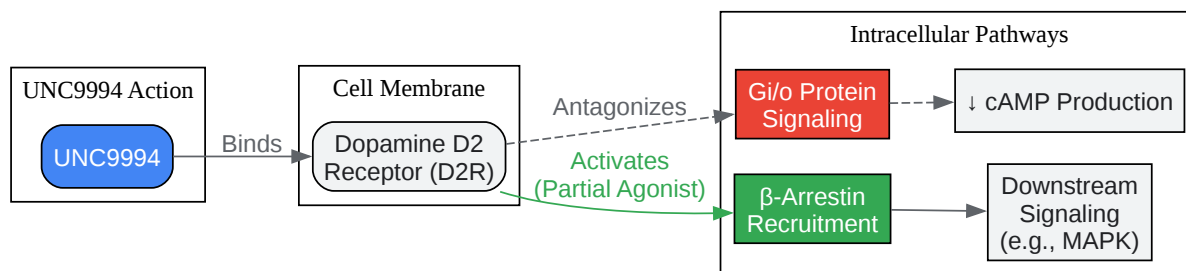 UNC9994 Action
UNC9994
Binds
Cell Membrane
Dopamine D2
Receptor (D2R)
Antagonizes
Activates
(Partial Agonist)
Intracellular Pathways
Gi/o Protein
Signaling
↓ cAMP Production
β-Arrestin
Recruitment
Downstream
Signaling
(e.g., MAPK)